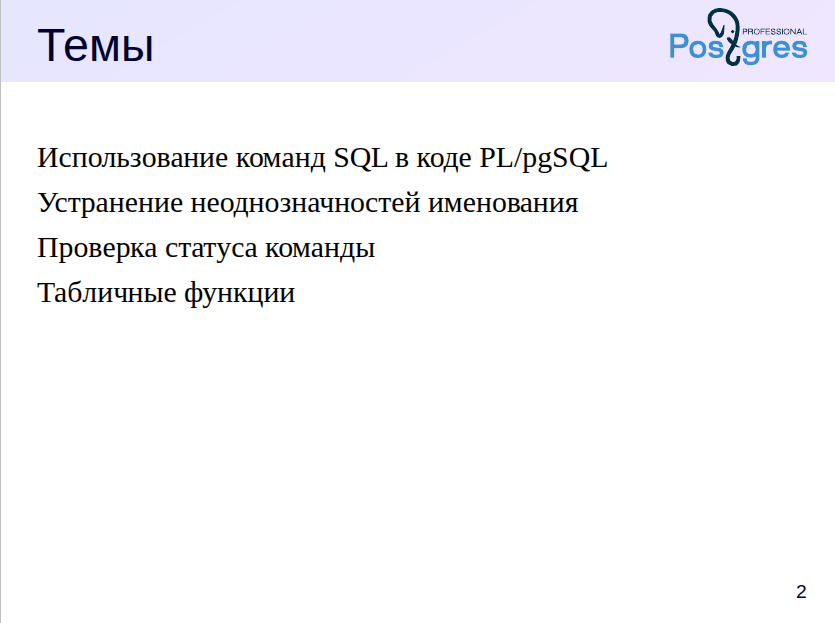 Темы
PROFESSIONAL
Postgres
Использование команд SQL в коде PL/pgSQL
Устранение неоднозначностей именования
Проверка статуса команды
Табличные функции
2